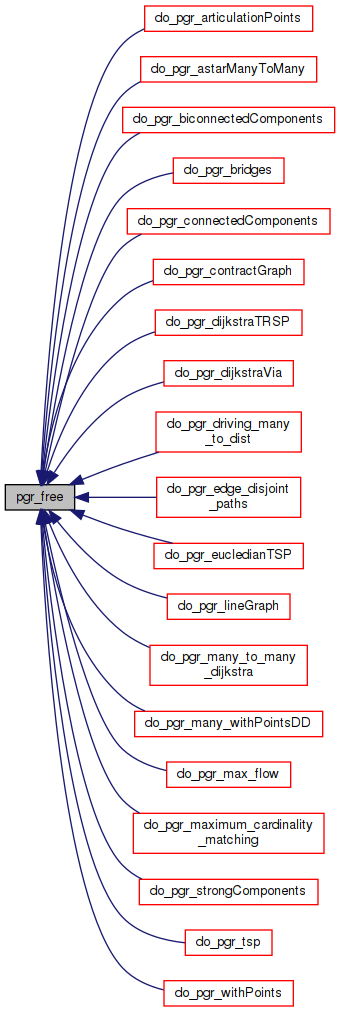 do_pgr_articulationPoints
do_pgr_astarManyToMany
do_pgr_biconnectedComponents
do_pgr_bridges
do_pgr_connectedComponents
do_pgr_contractGraph
do_pgr_dijkstraTRSP
do_pgr_dijkstraVia
do_pgr_driving_many
_to_dist
pgr_free
do_pgr_edge_disjoint
_paths
do_pgr_eucledianTSP
do_pgr_lineGraph
do_pgr_many_to_many
_dijkstra
do_pgr_many_withPointsDD
do_pgr_max_flow
do_pgr_maximum_cardinality
_matching
do_pgr_strongComponents
do_pgr_tsp
do_pgr_withPoints